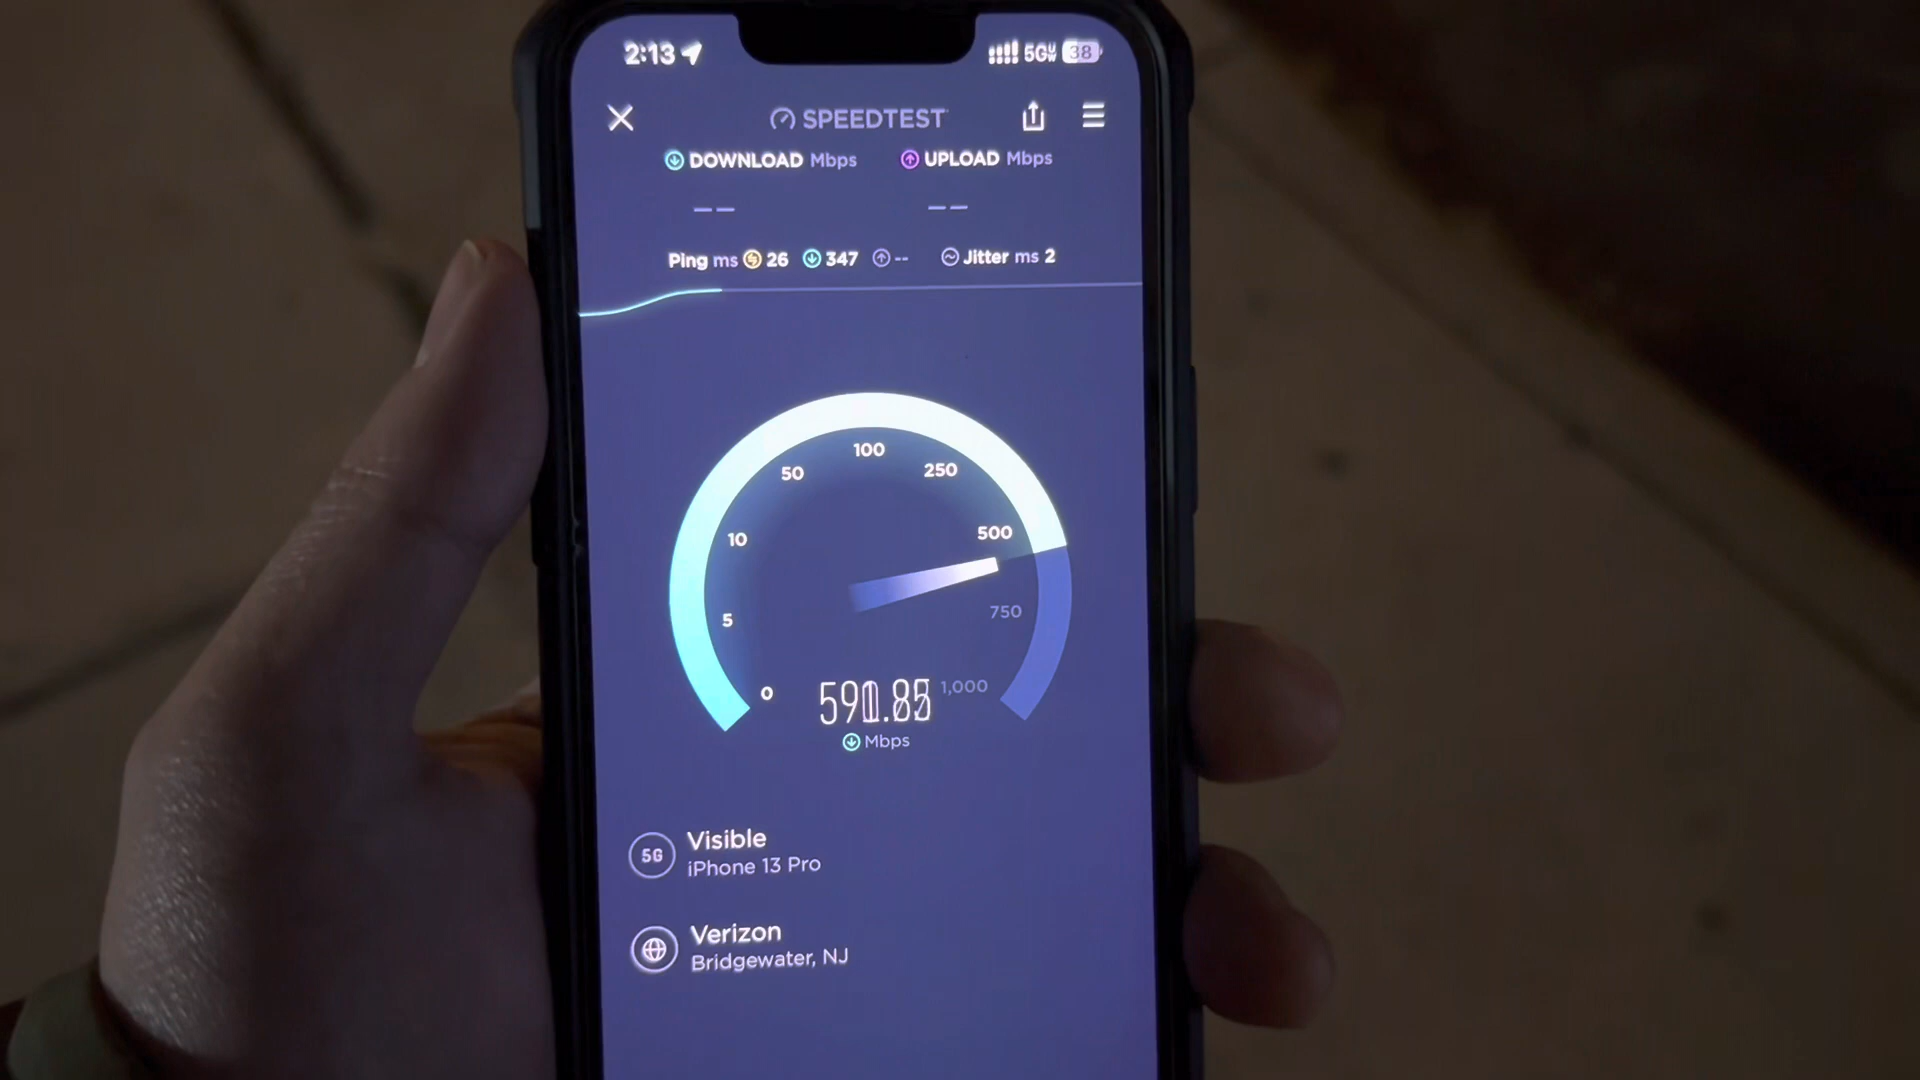 2:13 5G UW 38
SPEEDTEST
DOWNLOAD Mbps UPLOAD Mbps
— — — —
Ping ms 26 347 -- Jitter ms 2
100
50 250
500
10
750
5
0 1,000
Mbps
5G Visible
iPhone 13 Pro
Verizon
Bridgewater, NJ